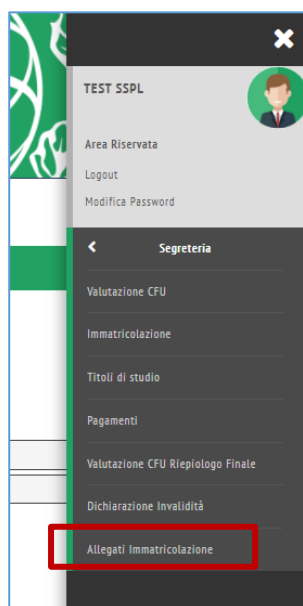 TEST SSPL
Area Riservata
Logout
Modifica Password
Segreteria
Valutazione CFU
Immatricolazione
Titoli di studio
Pagamenti
Valutazione CFU Riepiologo Finale
Dichiarazione Invalidità
Allegati Immatricolazione